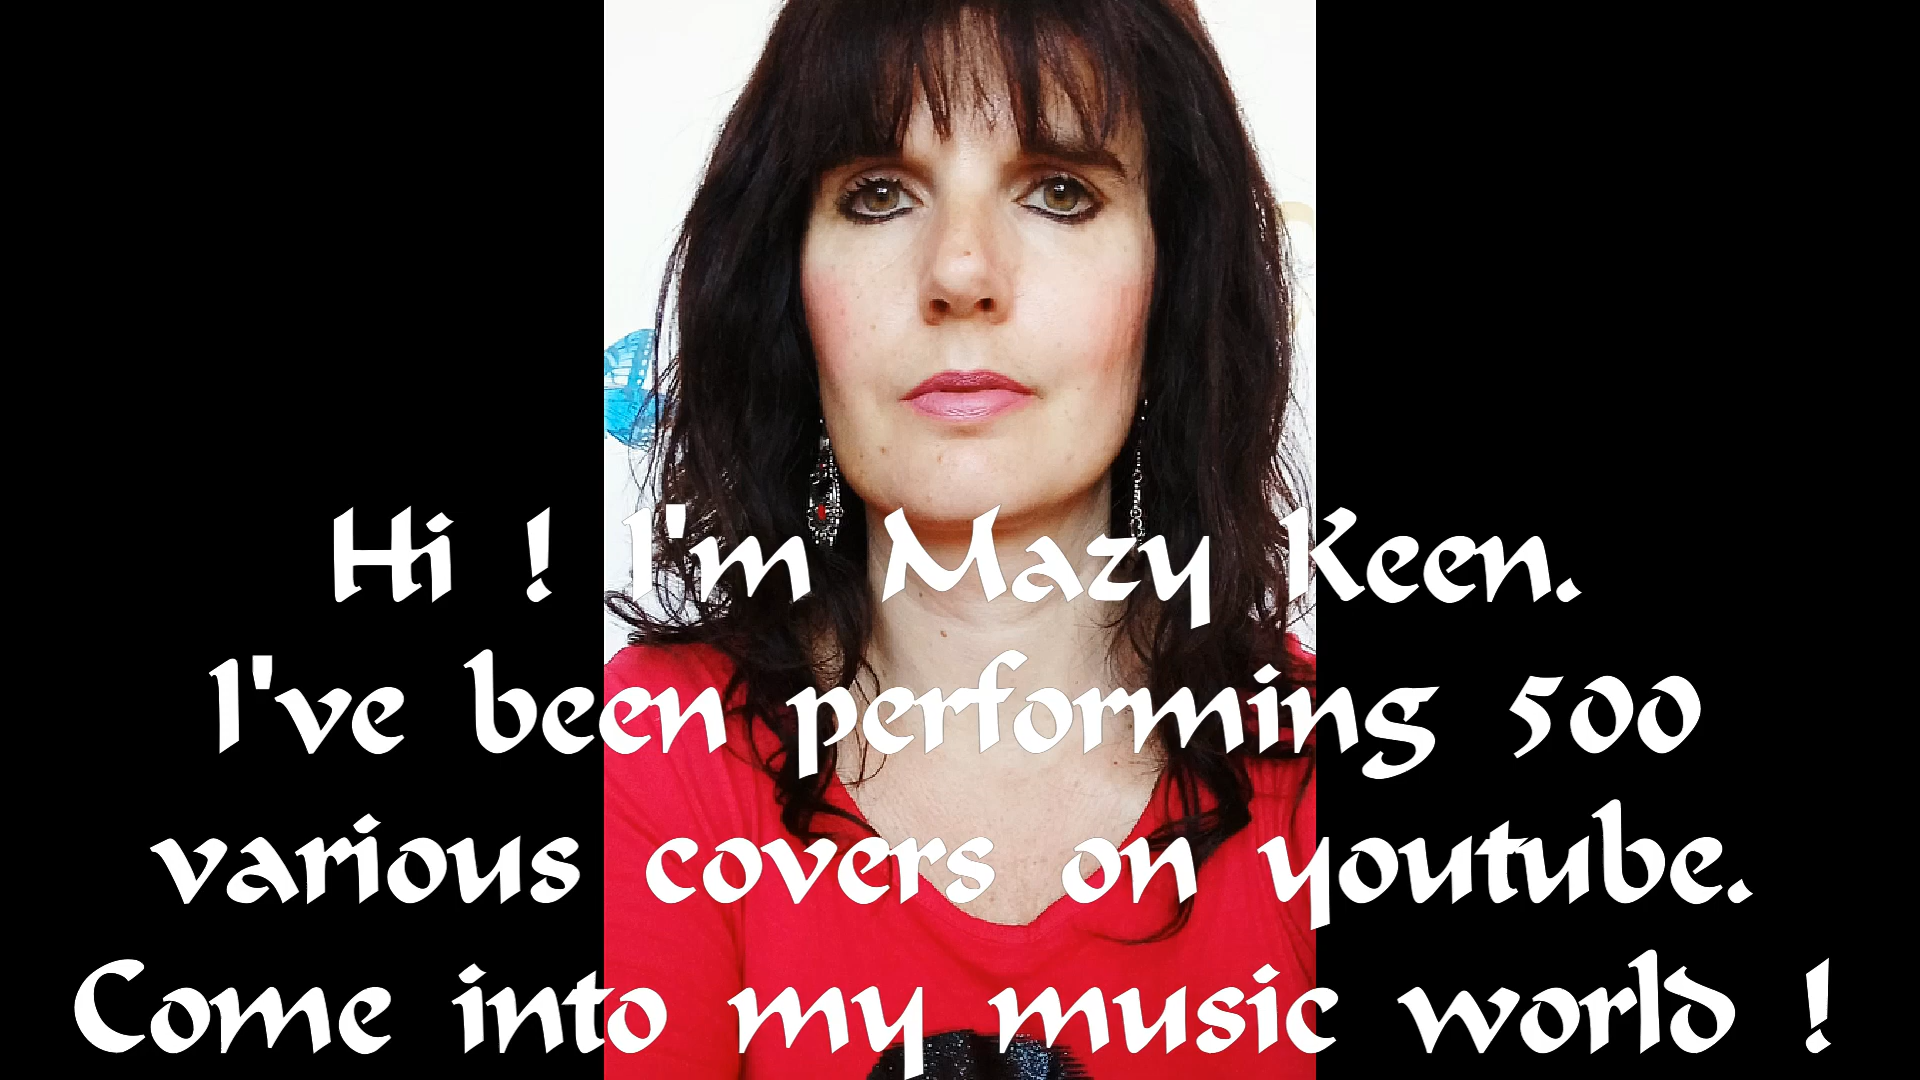 Hi ! I'm Mazy Keen.
I've been performing 500
various covers on youtube.
Come into my music world !